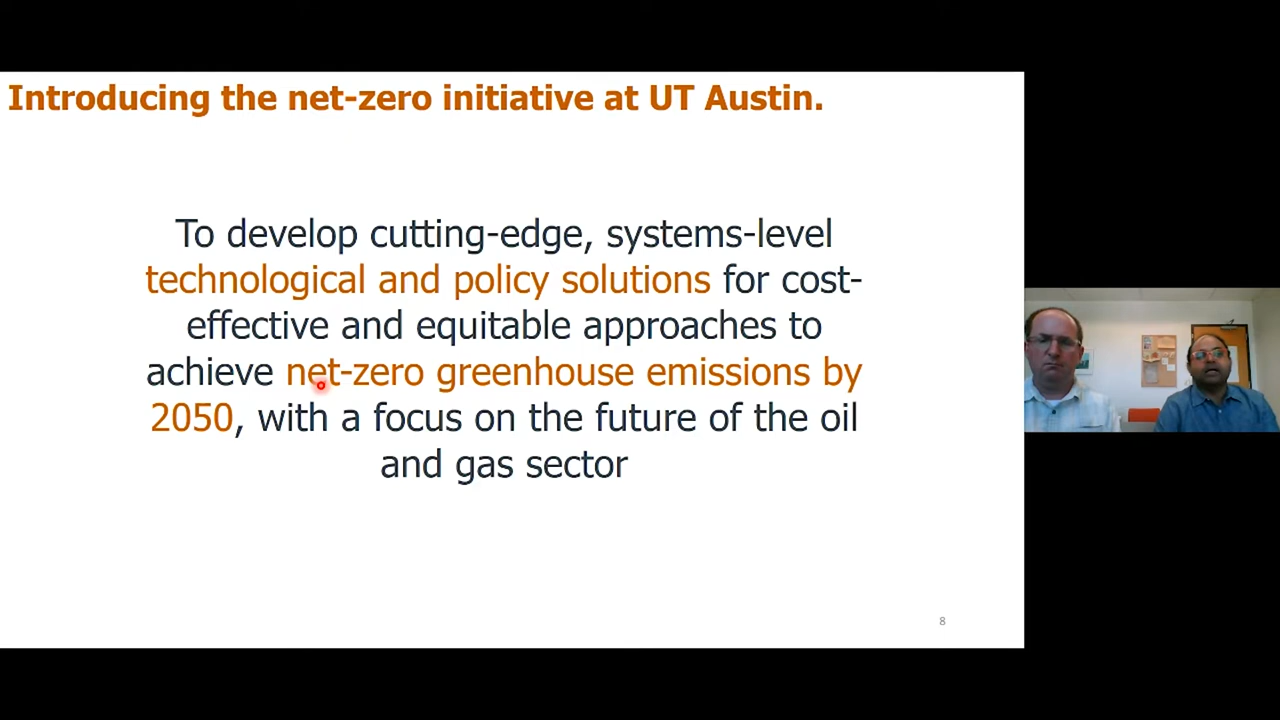 Introducing the net-zero initiative at UT Austin.
To develop cutting-edge, systems-level
technological and policy solutions for cost-
effective and equitable approaches to
achieve net-zero greenhouse emissions by
2050, with a focus on the future of the oil
and gas sector
8